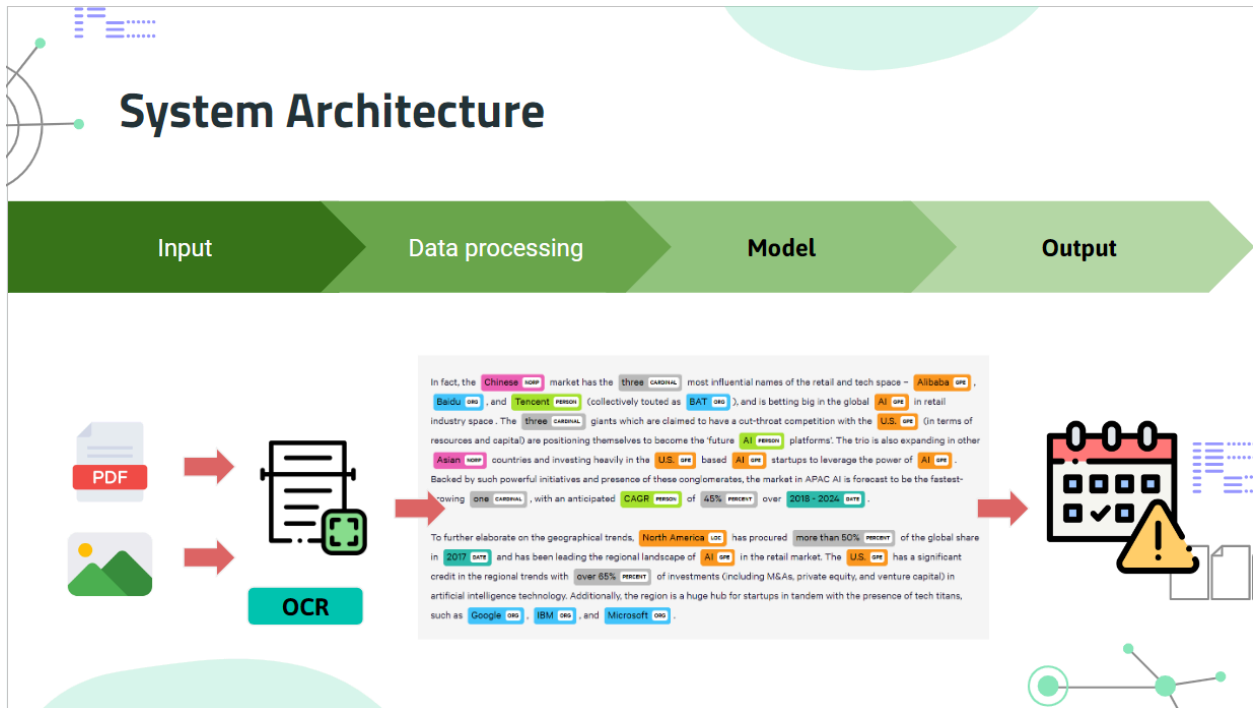 System Architecture
Input
Data processing
Model
Output
PDF
OCR
In fact, the Chinese NORP market has the three CARDINAL most influential names of the retail and tech space – Alibaba GPE ,
Baidu ORG , and Tencent PERSON (collectively touted as BAT ORG ), and is betting big in the global AI GPE in retail
industry space . The three CARDINAL giants which are claimed to have a cut-throat competition with the U.S. GPE (in terms of
resources and capital) are positioning themselves to become the 'future AI PERSON platforms'. The trio is also expanding in other
Asian NORP countries and investing heavily in the U.S. GPE based AI GPE startups to leverage the power of AI GPE .
Backed by such powerful initiatives and presence of these conglomerates, the market in APAC AI is forecast to be the fastest-
growing one CARDINAL , with an anticipated CAGR PERSON of 45% PERCENT over 2018 - 2024 DATE .
To further elaborate on the geographical trends, North America LOC has procured more than 50% PERCENT of the global share
in 2017 DATE and has been leading the regional landscape of AI GPE in the retail market. The U.S. GPE has a significant
credit in the regional trends with over 65% PERCENT of investments (including M&As, private equity, and venture capital) in
artificial intelligence technology. Additionally, the region is a huge hub for startups in tandem with the presence of tech titans,
such as Google ORG , IBM ORG , and Microsoft ORG .